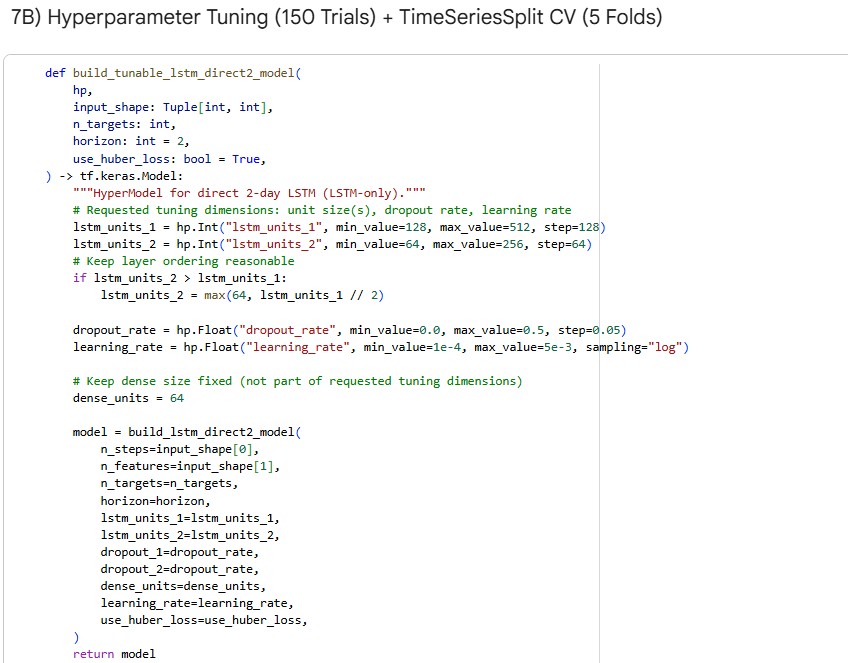 7B) Hyperparameter Tuning (150 Trials) + TimeSeriesSplit CV (5 Folds)
def build_tunable_lstm_direct2_model(
    hp,
    input_shape: Tuple[int, int],
    n_targets: int,
    horizon: int = 2,
    use_huber_loss: bool = True,
) -> tf.keras.Model:
    """HyperModel for direct 2-day LSTM (LSTM-only)."""
    # Requested tuning dimensions: unit size(s), dropout rate, learning rate
    lstm_units_1 = hp.Int("lstm_units_1", min_value=128, max_value=512, step=128)
    lstm_units_2 = hp.Int("lstm_units_2", min_value=64, max_value=256, step=64)
    # Keep layer ordering reasonable
    if lstm_units_2 > lstm_units_1:
        lstm_units_2 = max(64, lstm_units_1 // 2)

    dropout_rate = hp.Float("dropout_rate", min_value=0.0, max_value=0.5, step=0.05)
    learning_rate = hp.Float("learning_rate", min_value=1e-4, max_value=5e-3, sampling="log")

    # Keep dense size fixed (not part of requested tuning dimensions)
    dense_units = 64

    model = build_lstm_direct2_model(
        n_steps=input_shape[0],
        n_features=input_shape[1],
        n_targets=n_targets,
        horizon=horizon,
        lstm_units_1=lstm_units_1,
        lstm_units_2=lstm_units_2,
        dropout_1=dropout_rate,
        dropout_2=dropout_rate,
        dense_units=dense_units,
        learning_rate=learning_rate,
        use_huber_loss=use_huber_loss,
    )
    return model